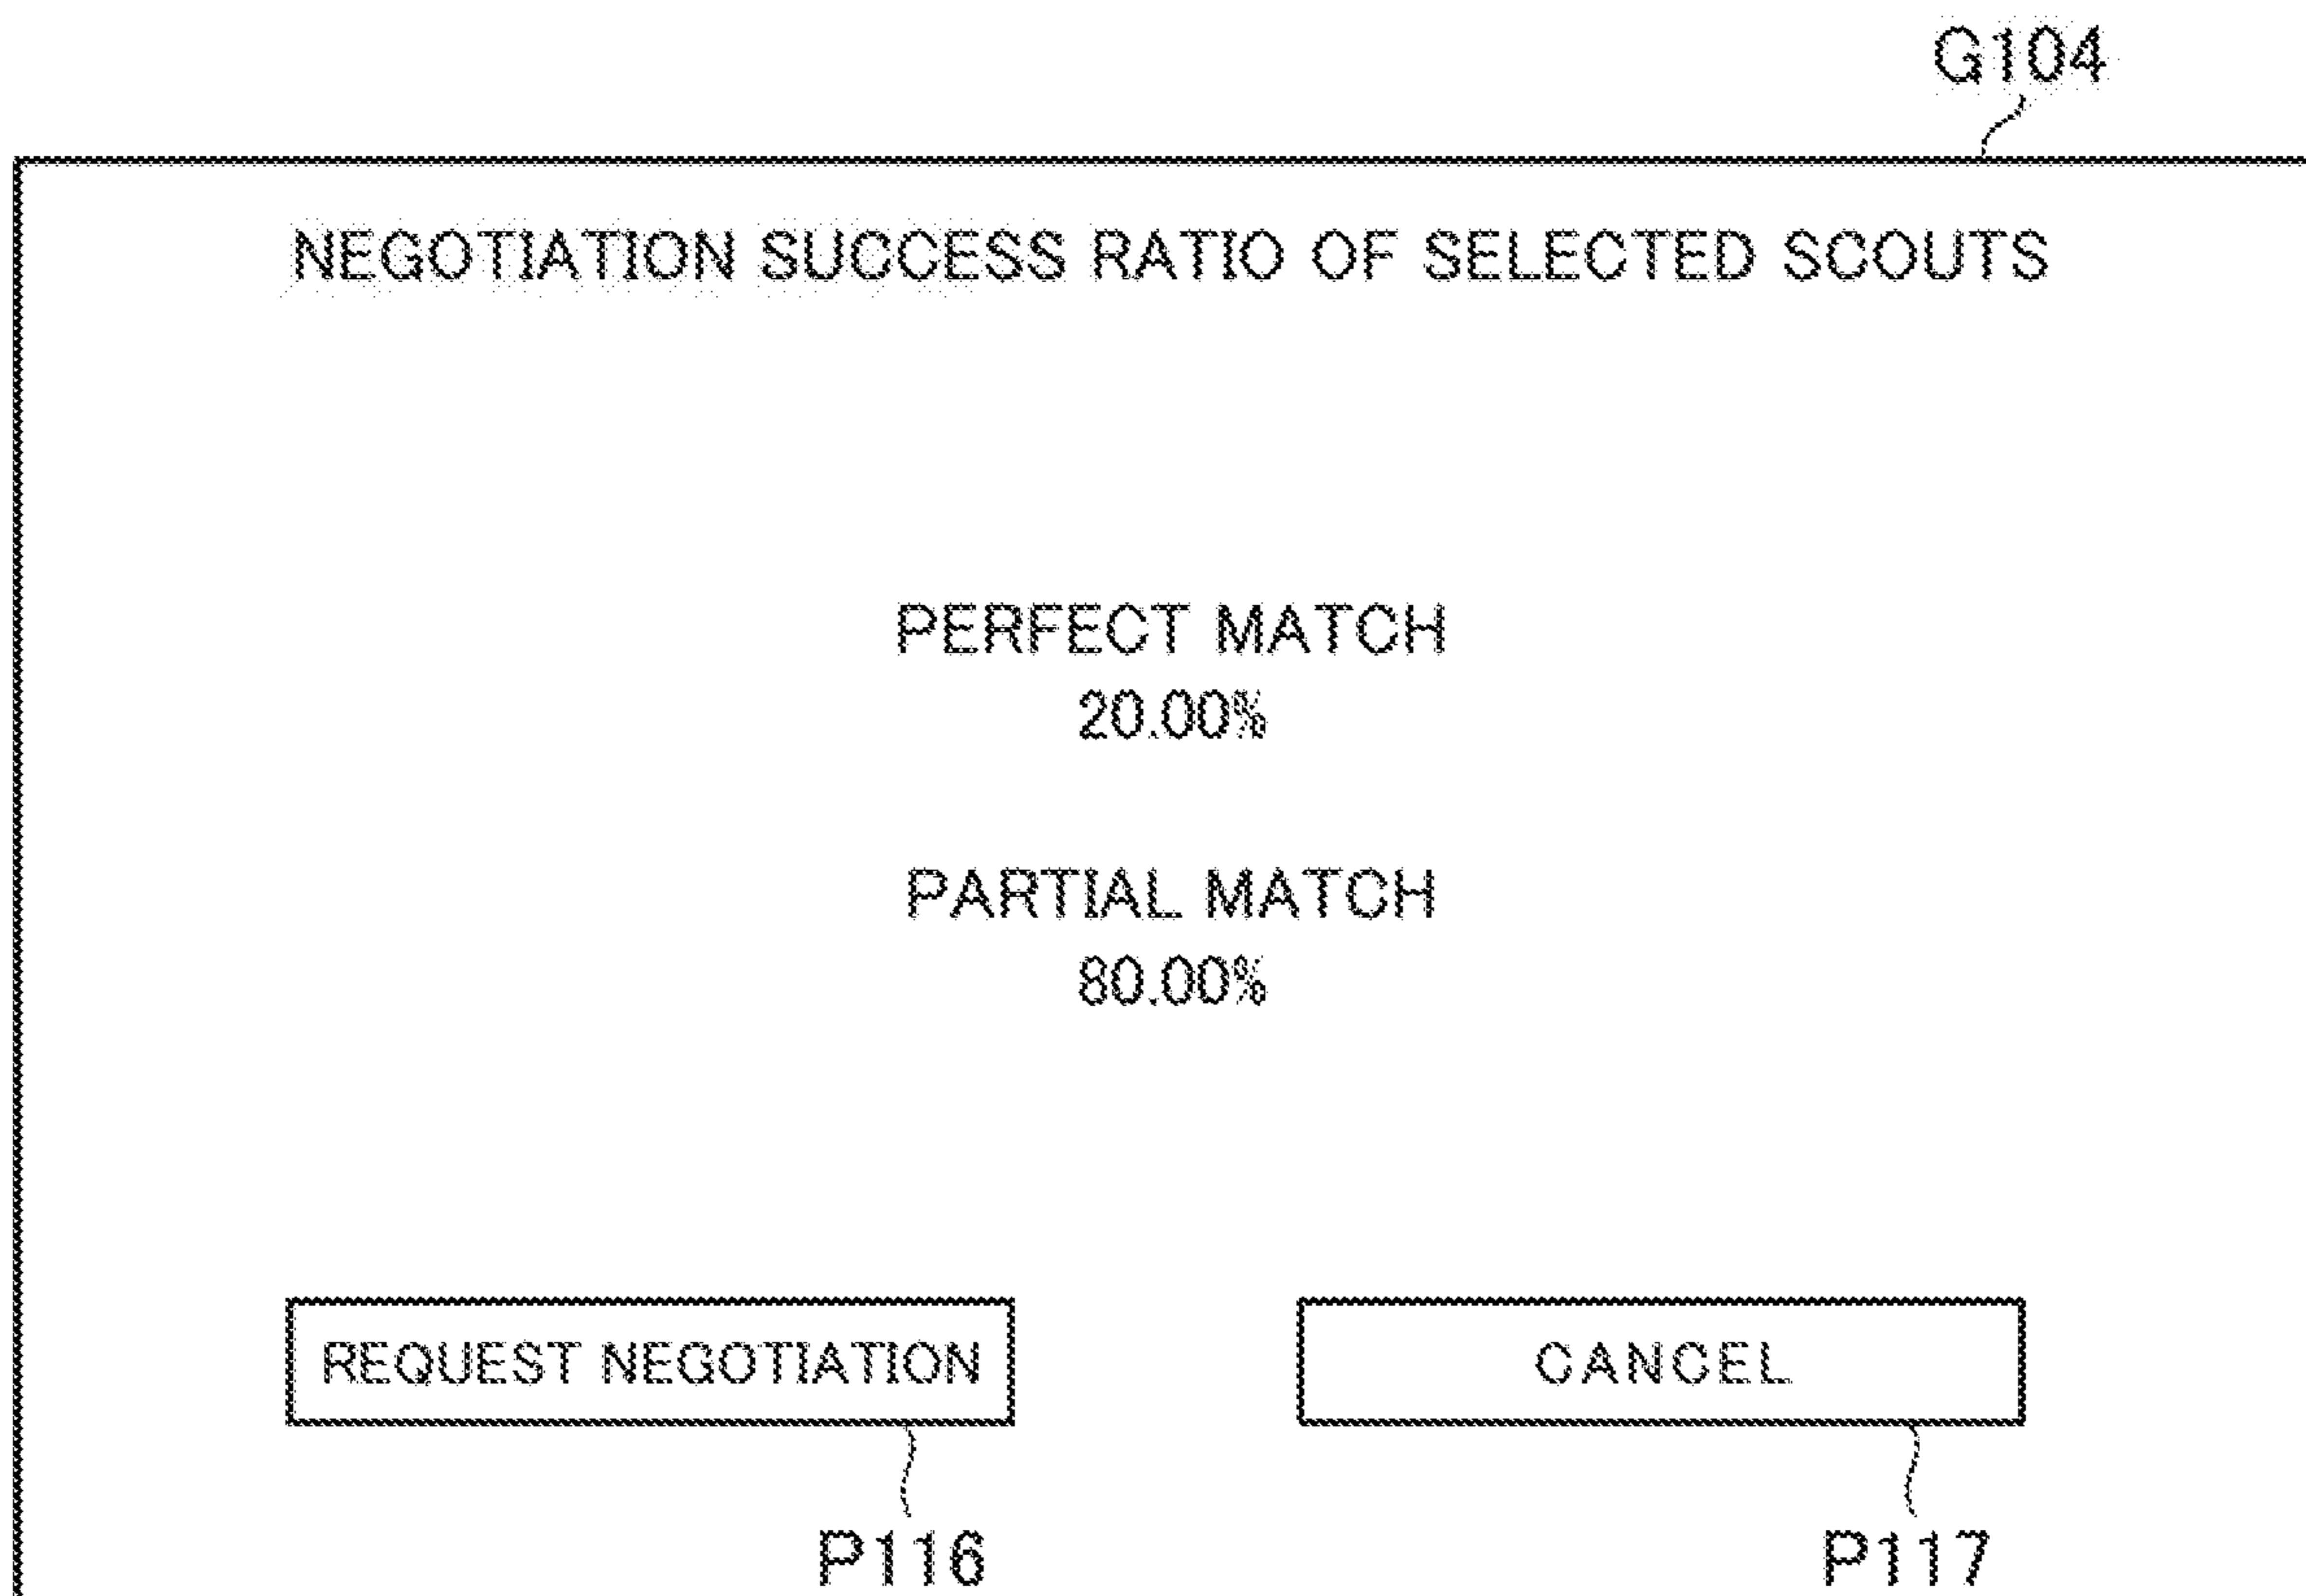 G104
NEGOTIATION SUCCESS RATIO OF SELECTED SCOUTS
PERFECT MATCH
20.00%
PARTIAL MATCH
80.00%
REQUEST NEGOTIATION
CANCEL
P116
P117